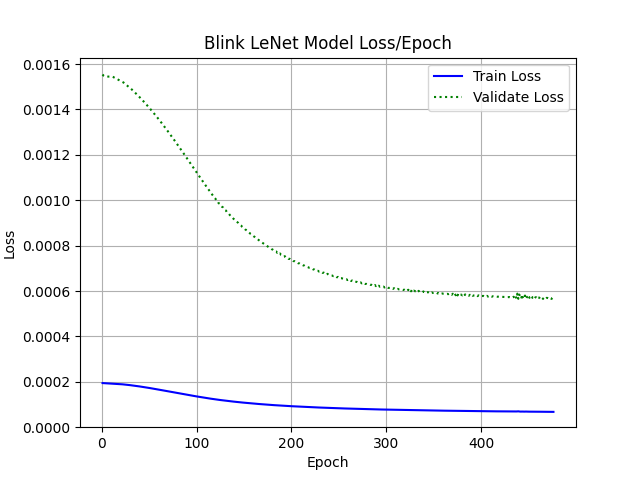 Blink LeNet Model Loss/Epoch
Train Loss
Validate Loss
0.0016
0.0014
0.0012
0.0010
0.0008
0.0006
0.0004
0.0002
0.0000
Loss
0 100 200 300 400
Epoch